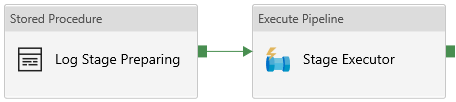 Stored Procedure
Log Stage Preparing
Execute Pipeline
Stage Executor